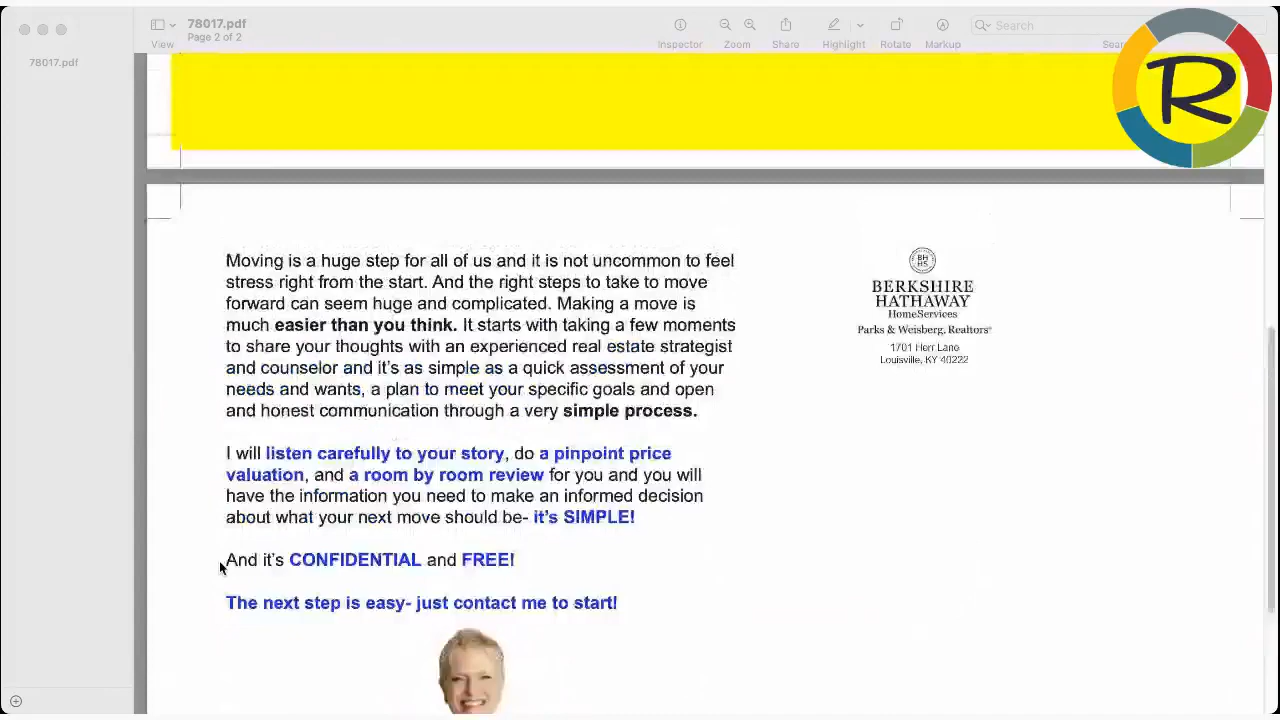 78017.pdf
Page 2 of 2
View
Inspector
Zoom
Share
Highlight
Rotate
Markup
Search
78017.pdf
R
Moving is a huge step for all of us and it is not uncommon to feel
stress right from the start. And the right steps to take to move
forward can seem huge and complicated. Making a move is
much easier than you think. It starts with taking a few moments
to share your thoughts with an experienced real estate strategist
and counselor and it's as simple as a quick assessment of your
needs and wants, a plan to meet your specific goals and open
and honest communication through a very simple process.
I will listen carefully to your story, do a pinpoint price
valuation, and a room by room review for you and you will
have the information you need to make an informed decision
about what your next move should be- it's SIMPLE!
And it's CONFIDENTIAL and FREE!
The next step is easy- just contact me to start!
BH
HS
BERKSHIRE
HATHAWAY
HomeServices
Parks & Weisberg, Realtors®
1701 Herr Lane
Louisville, KY 40222